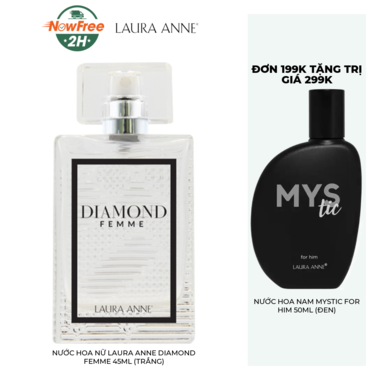 NowFree
2H
LAURA ANNE
ĐƠN 199K TẶNG TRỊ
GIÁ 299K
DIAMOND
FEMME
LAURA ANNE
MYS
tic
for him
LAURA ANNE®
NƯỚC HOA NỮ LAURA ANNE DIAMOND
FEMME 45ML (TRẮNG)
NƯỚC HOA NAM MYSTIC FOR
HIM 50ML (ĐEN)